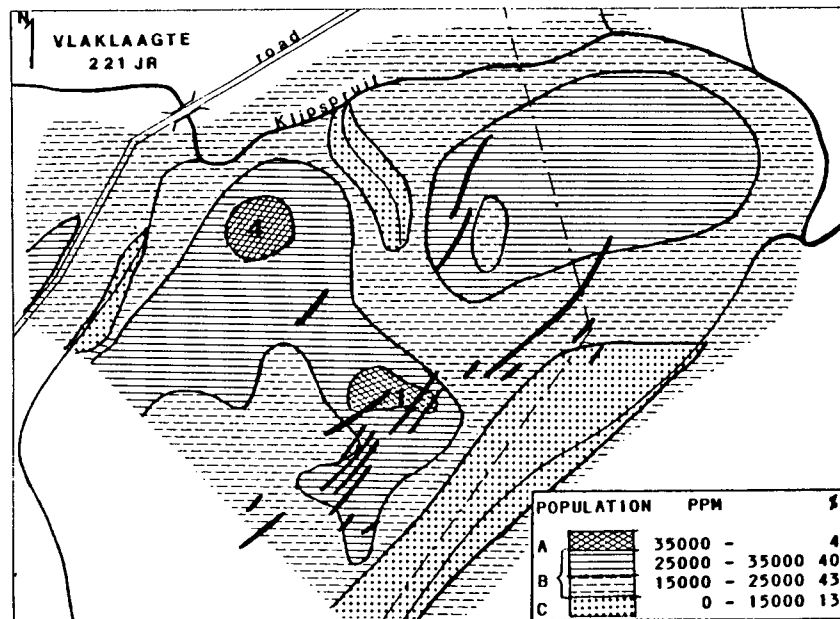 N
VLAKLAAGTE
221 JR
road
Klipspruit
4
1
POPULATION PPM %
A 35000 - 4
25000 - 35000 40
B 15000 - 25000 43
C 0 - 15000 13